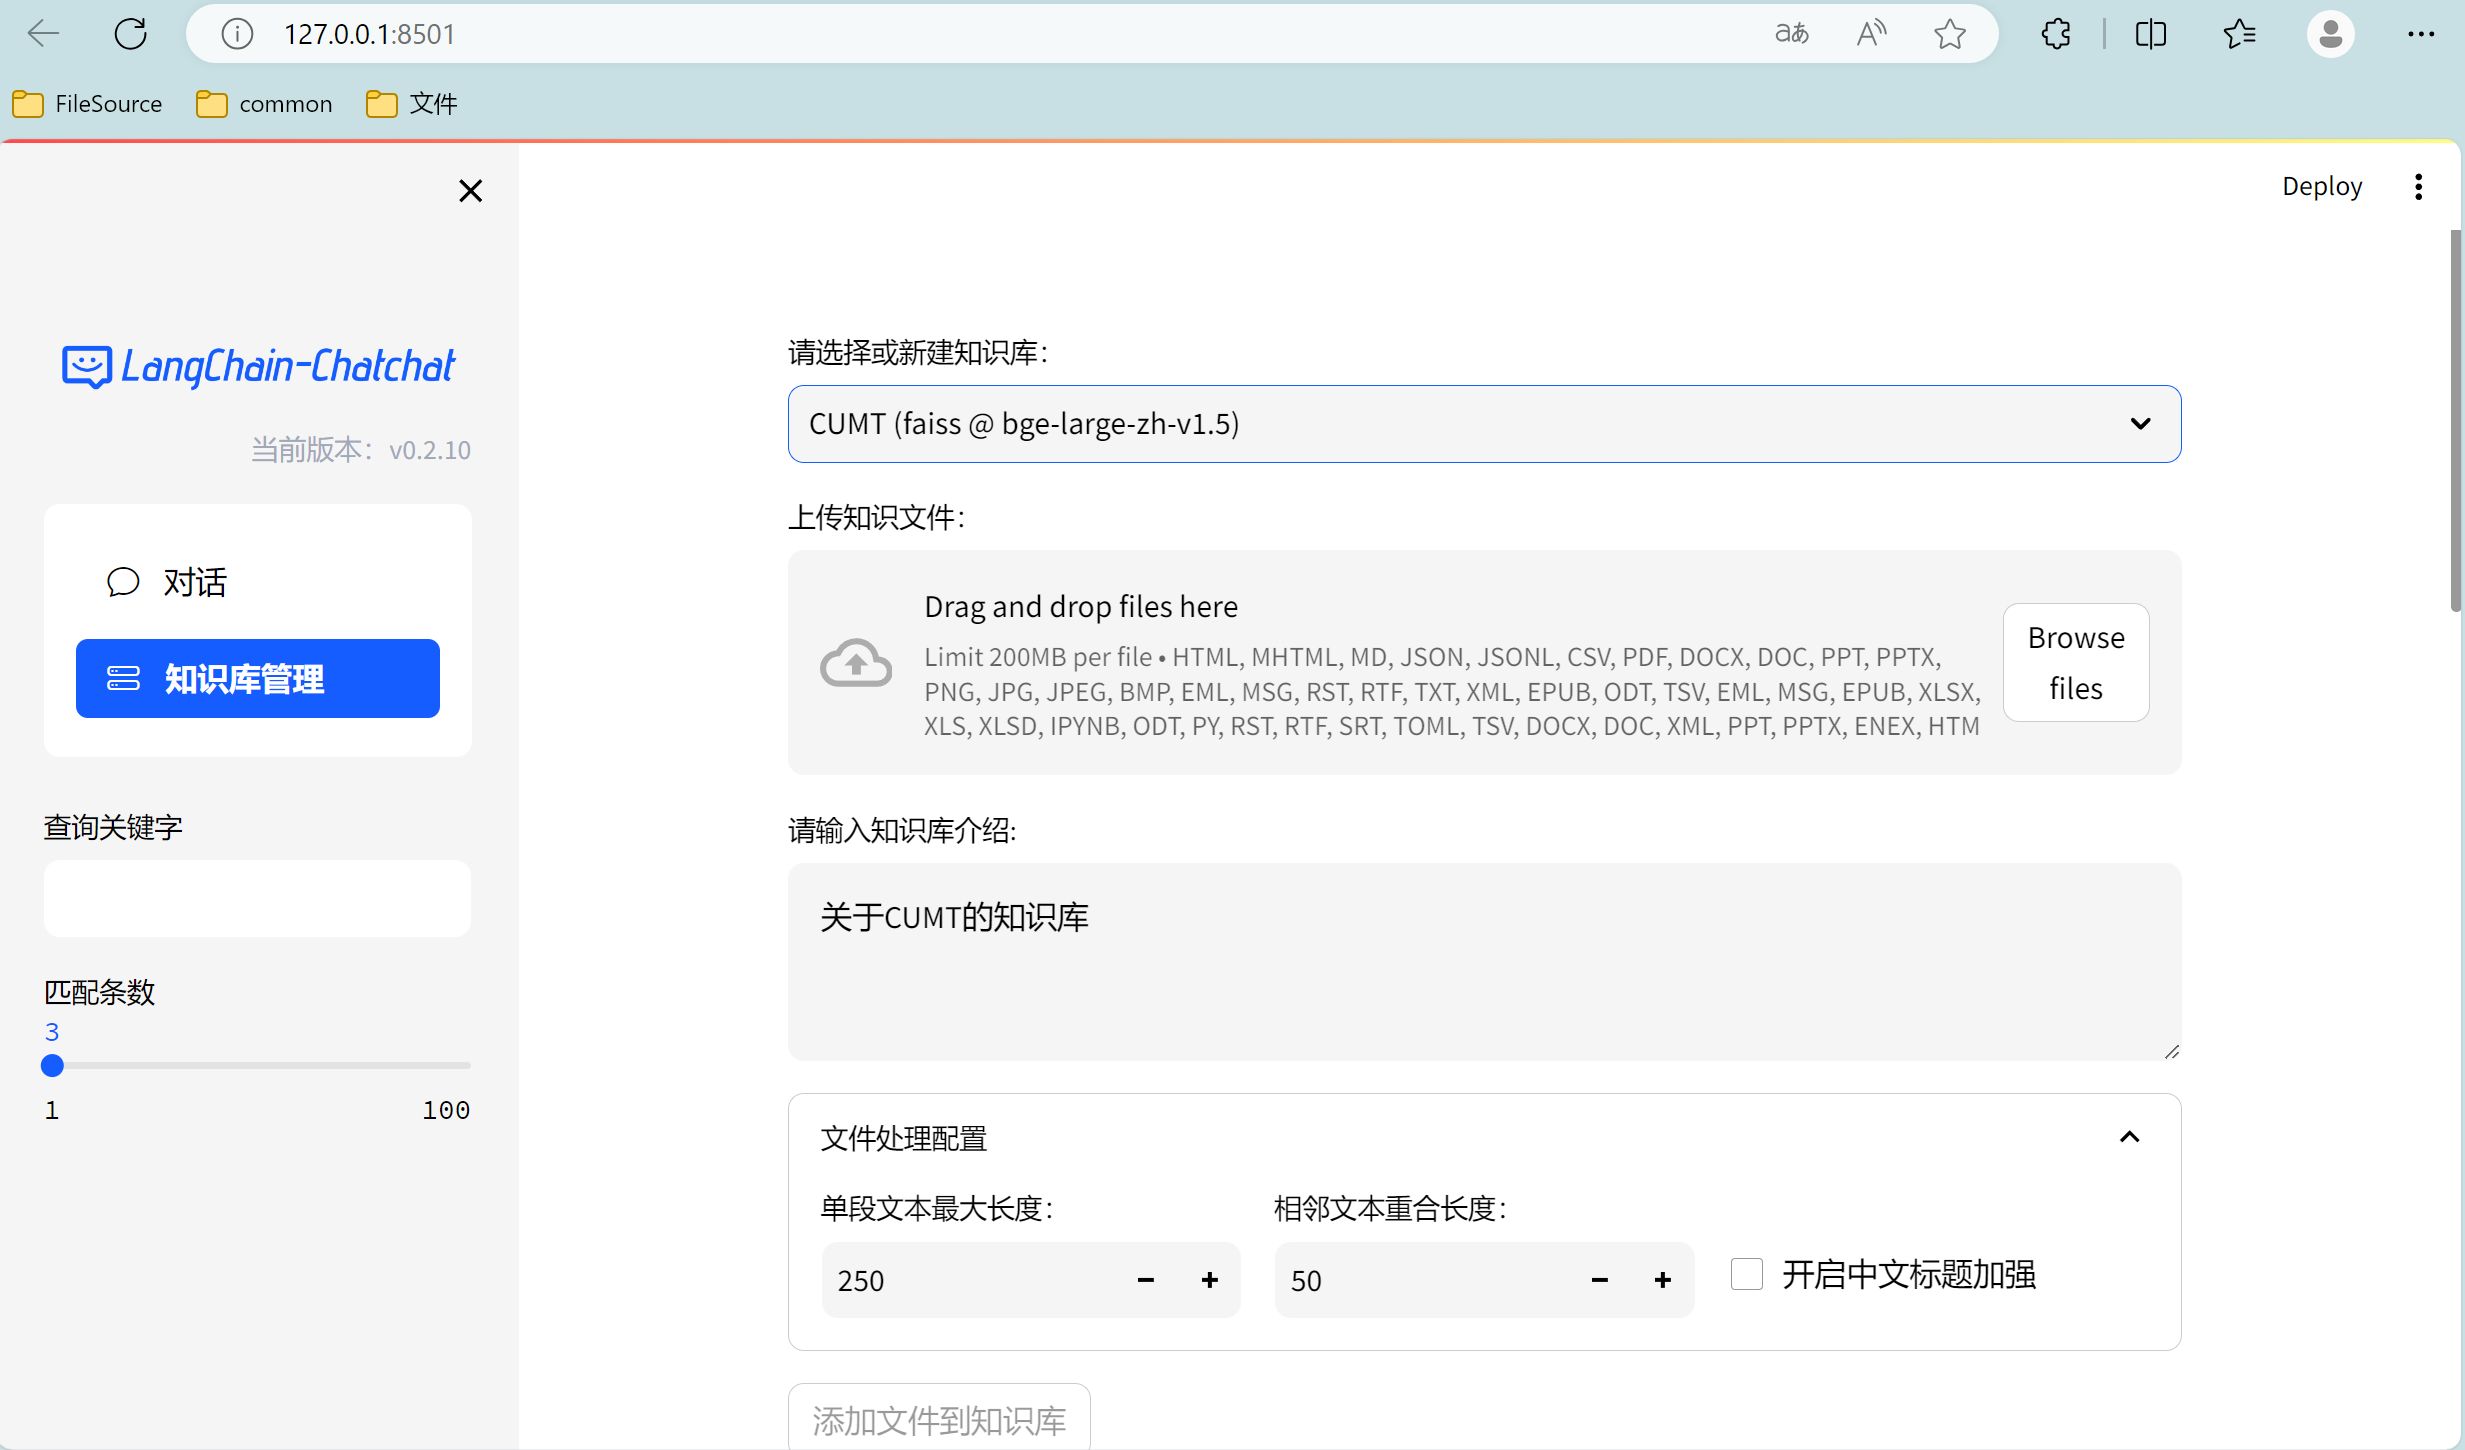 127.0.0.1:8501
FileSource
common
文件
Deploy
LangChain-Chatchat
当前版本：v0.2.10
对话
知识库管理
查询关键字
匹配条数
3
1
100
请选择或新建知识库：
CUMT (faiss @ bge-large-zh-v1.5)
上传知识文件：
Drag and drop files here
Limit 200MB per file • HTML, MHTML, MD, JSON, JSONL, CSV, PDF, DOCX, DOC, PPT, PPTX,
PNG, JPG, JPEG, BMP, EML, MSG, RST, RTF, TXT, XML, EPUB, ODT, TSV, EML, MSG, EPUB, XLSX,
XLS, XLSD, IPYNB, ODT, PY, RST, RTF, SRT, TOML, TSV, DOCX, DOC, XML, PPT, PPTX, ENEX, HTM
Browse
files
请输入知识库介绍:
关于CUMT的知识库
文件处理配置
单段文本最大长度：
250
相邻文本重合长度：
50
开启中文标题加强
添加文件到知识库